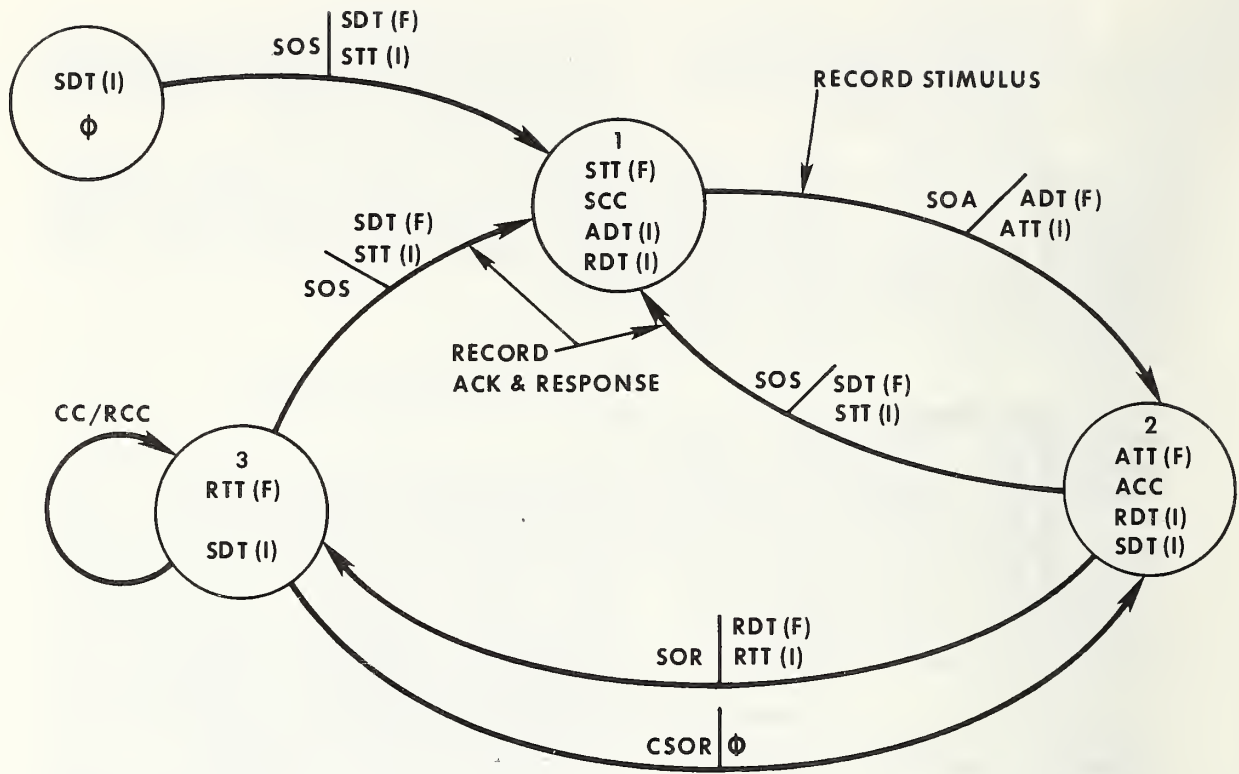 SDT (I)
ϕ
SOS
SDT (F)
STT (I)
RECORD STIMULUS
1
STT (F)
SCC
ADT (I)
RDT (I)
SOA
ADT (F)
ATT (I)
SDT (F)
STT (I)
SOS
RECORD
ACK & RESPONSE
SOS
SDT (F)
STT (I)
CC/RCC
3
RTT (F)
SDT (I)
2
ATT (F)
ACC
RDT (I)
SDT (I)
SOR
RDT (F)
RTT (I)
CSOR
ϕ